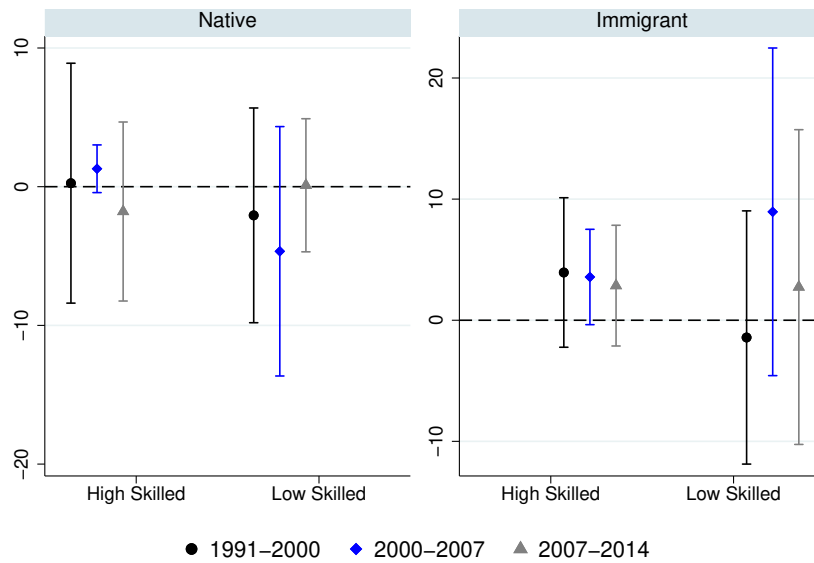 Native
Immigrant
10
0
−10
−20
High Skilled
Low Skilled
20
10
0
−10
High Skilled
Low Skilled
1991−2000
2000−2007
2007−2014